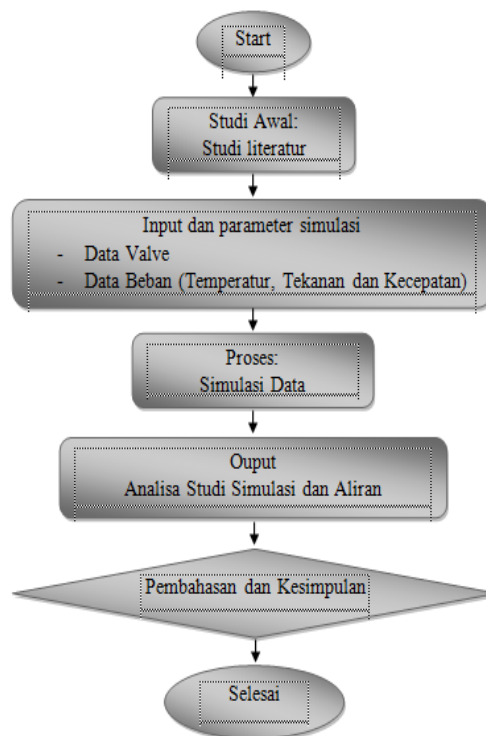 Start
Studi Awal:
Studi literatur
Input dan parameter simulasi
- Data Valve
- Data Beban (Temperatur, Tekanan dan Kecepatan)
Proses:
Simulasi Data
Ouput
Analisa Studi Simulasi dan Aliran
Pembahasan dan Kesimpulan
Selesai